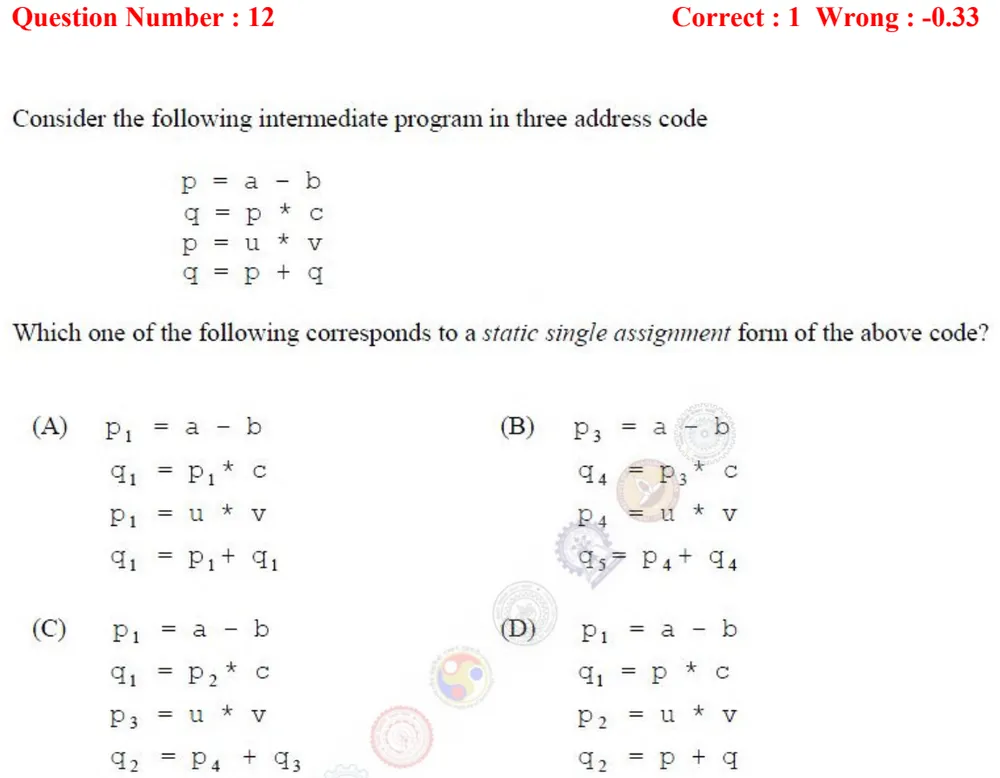 Question Number : 12 Correct : 1 Wrong : -0.33
Consider the following intermediate program in three address code
p = a - b
q = p * c
p = u * v
q = p + q
Which one of the following corresponds to a static single assignment form of the above code?
(A) p₁ = a - b
q₁ = p₁* c
p₁ = u * v
q₁ = p₁+ q₁
(B) p₃ = a - b
q₄ = p₃* c
p₄ = u * v
q₅= p₄+ q₄
(C) p₁ = a - b
q₁ = p₂* c
p₃ = u * v
q₂ = p₄ + q₃
(D) p₁ = a - b
q₁ = p * c
p₂ = u * v
q₂ = p + q